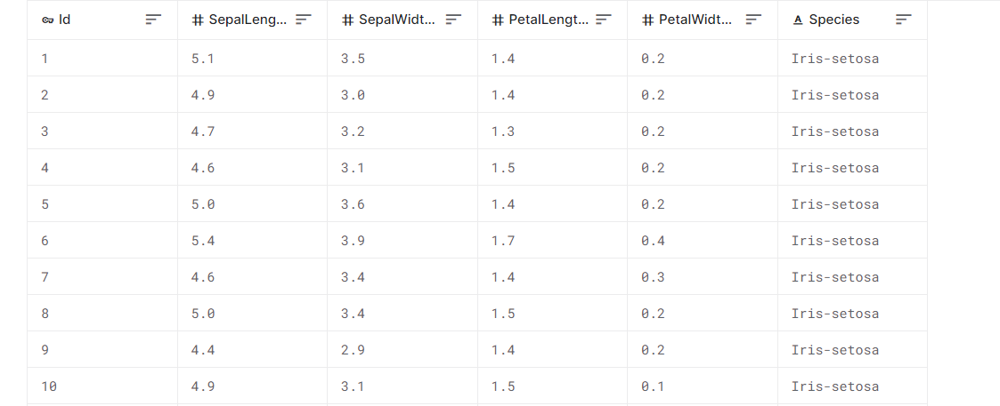 Id SepalLeng... SepalWidt... PetalLengt... PetalWidt... A Species
1 5.1 3.5 1.4 0.2 Iris-setosa
2 4.9 3.0 1.4 0.2 Iris-setosa
3 4.7 3.2 1.3 0.2 Iris-setosa
4 4.6 3.1 1.5 0.2 Iris-setosa
5 5.0 3.6 1.4 0.2 Iris-setosa
6 5.4 3.9 1.7 0.4 Iris-setosa
7 4.6 3.4 1.4 0.3 Iris-setosa
8 5.0 3.4 1.5 0.2 Iris-setosa
9 4.4 2.9 1.4 0.2 Iris-setosa
10 4.9 3.1 1.5 0.1 Iris-setosa